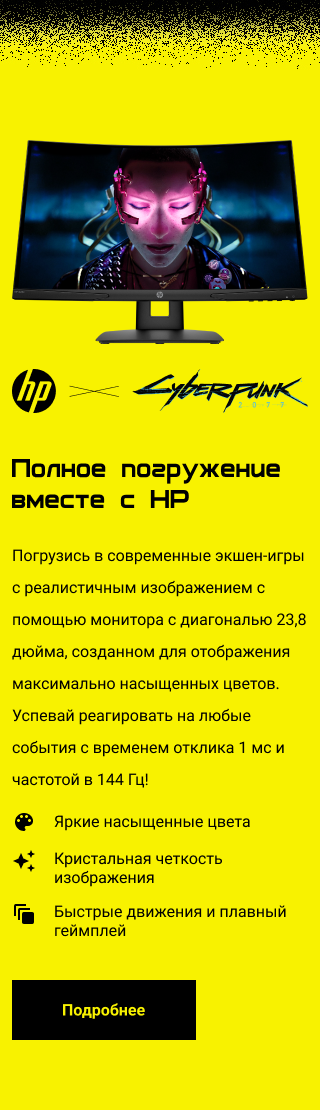 hp
Cyberpunk
2077
Полное погружение
вместе с HP
Погрузись в современные экшен-игры
с реалистичным изображением с
помощью монитора с диагональю 23,8
дюйма, созданном для отображения
максимально насыщенных цветов.
Успевай реагировать на любые
события с временем отклика 1 мс и
частотой в 144 Гц!
Яркие насыщенные цвета
Кристальная четкость
изображения
Быстрые движения и плавный
геймплей
Подробнее